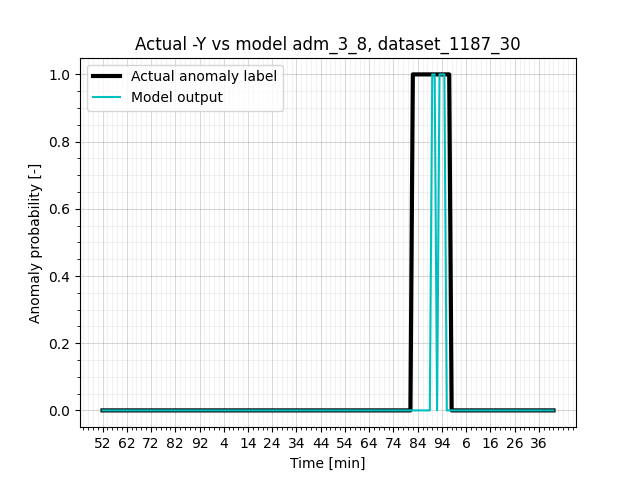 Actual -Y vs model adm_3_8, dataset_1187_30
Actual anomaly label
Model output
Anomaly probability [-]
1.0
0.8
0.6
0.4
0.2
0.0
52 62 72 82 92 4 14 24 34 44 54 64 74 84 94 6 16 26 36
Time [min]